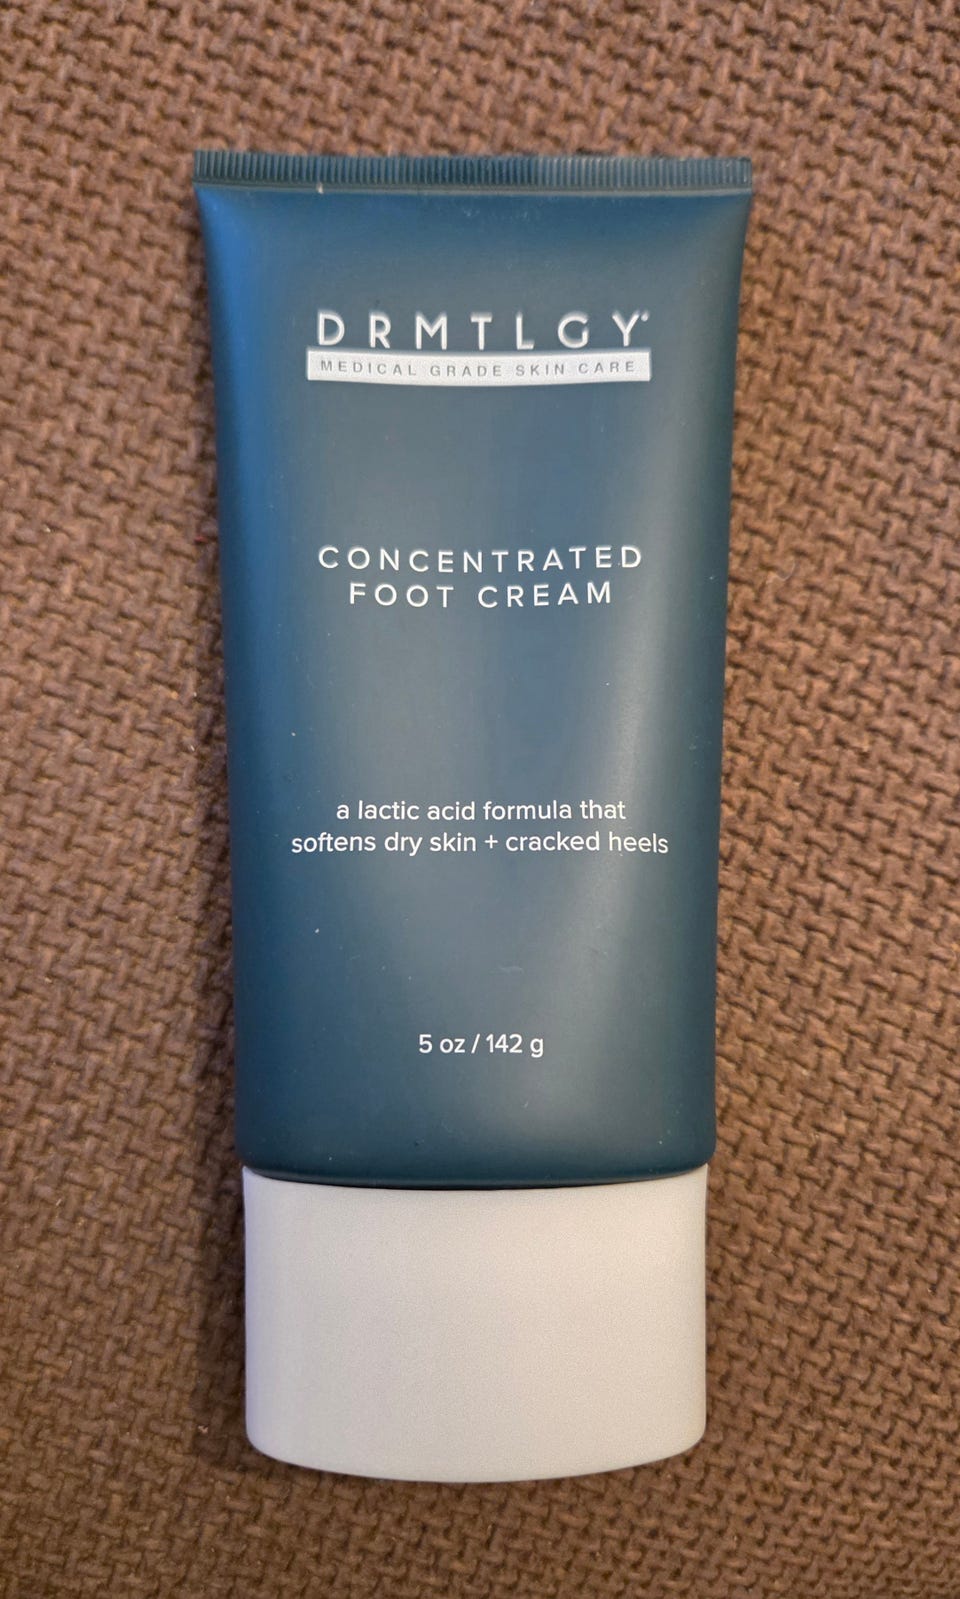 DRMTLGY®
MEDICAL GRADE SKIN CARE
CONCENTRATED
FOOT CREAM
a lactic acid formula that
softens dry skin + cracked heels
5 oz / 142 g